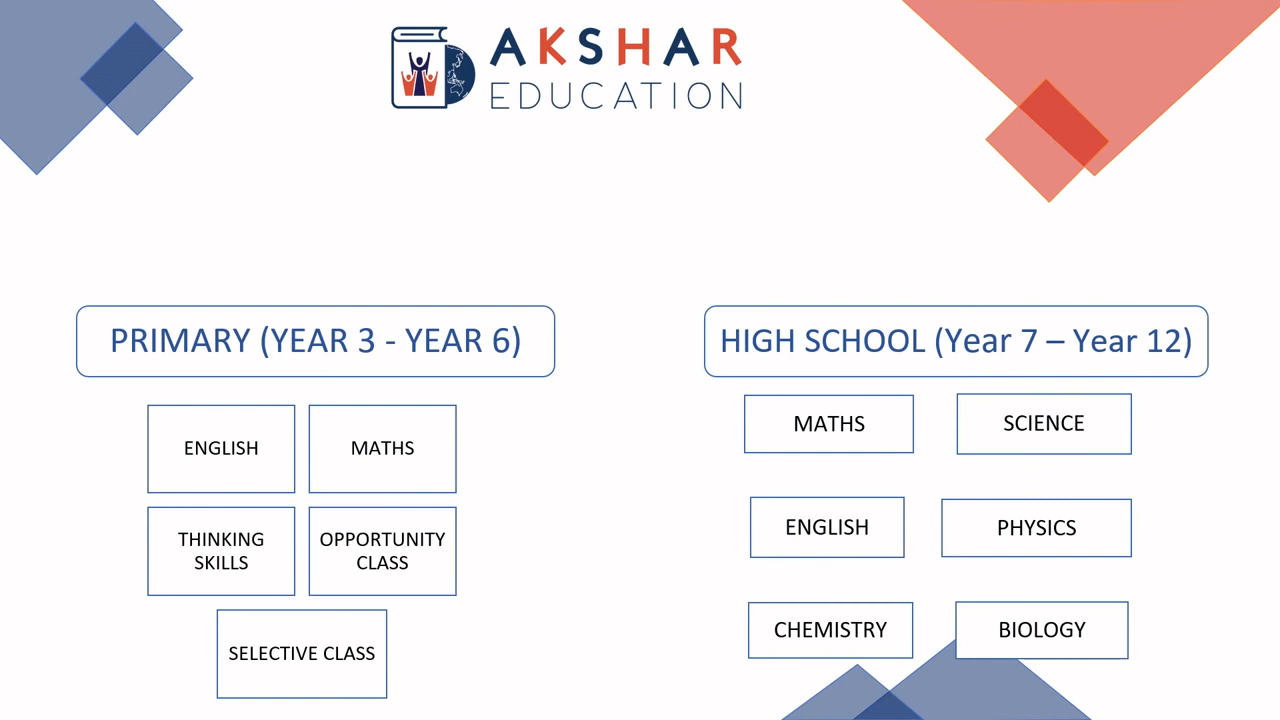 AKSHAR
EDUCATION
PRIMARY (YEAR 3 - YEAR 6)
ENGLISH
MATHS
THINKING
SKILLS
OPPORTUNITY
CLASS
SELECTIVE CLASS
HIGH SCHOOL (Year 7 – Year 12)
MATHS
SCIENCE
ENGLISH
PHYSICS
CHEMISTRY
BIOLOGY